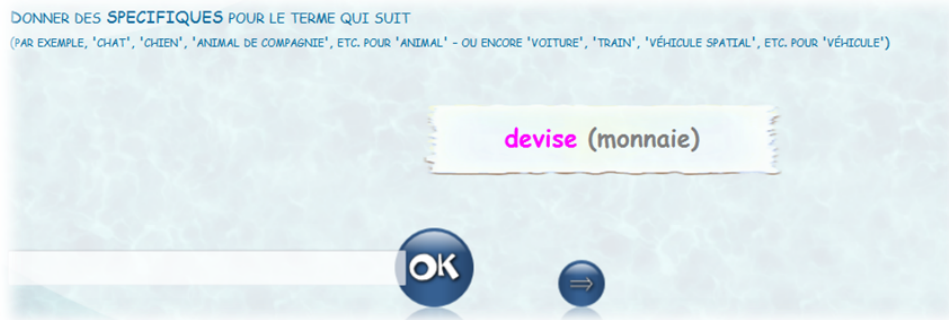 DONNER DES SPECIFIQUES POUR LE TERME QUI SUIT
(PAR EXEMPLE, 'CHAT', 'CHIEN', 'ANIMAL DE COMPAGNIE', ETC. POUR 'ANIMAL' - OU ENCORE 'VOITURE', 'TRAIN', 'VÉHICULE SPATIAL', ETC. POUR 'VÉHICULE')
devise (monnaie)
OK
⇒